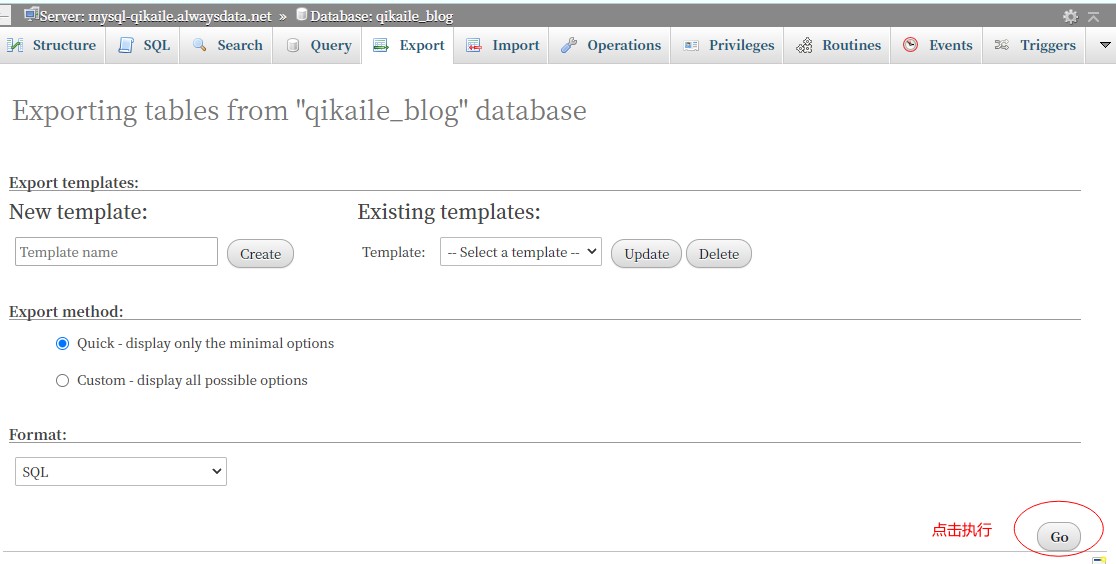 Server: mysql-qikaile.alwaysdata.net » Database: qikaile_blog
Structure SQL Search Query Export Import Operations Privileges Routines Events Triggers
Exporting tables from "qikaile_blog" database
Export templates:
New template: Existing templates:
Template name Create Template: -- Select a template -- Update Delete
Export method:
Quick - display only the minimal options
Custom - display all possible options
Format:
SQL
点击执行 Go